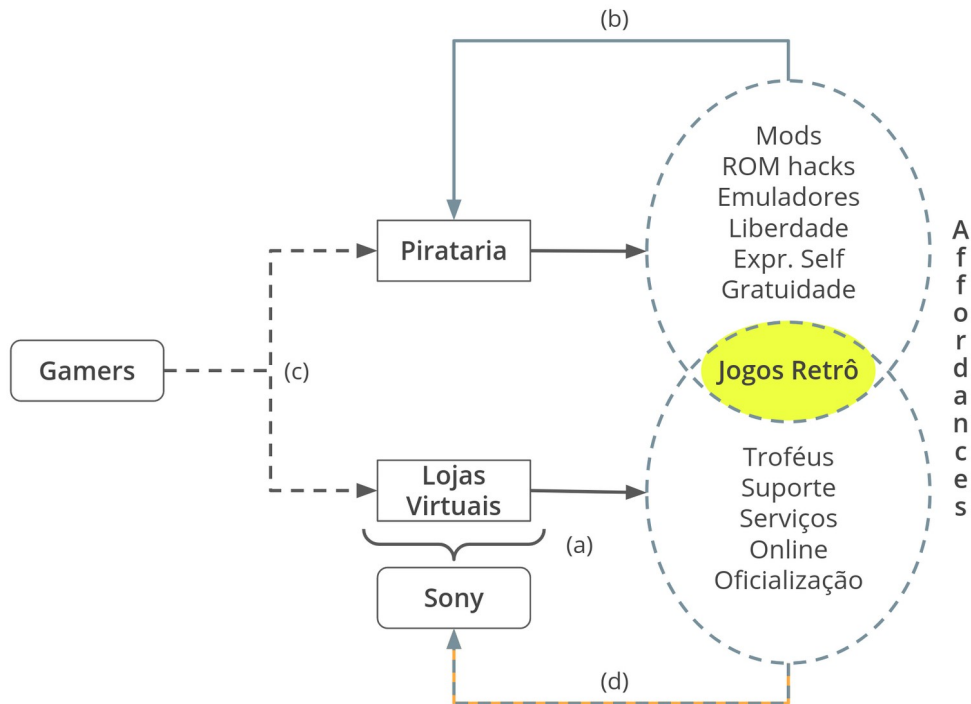 (b)
Mods
ROM hacks
Emuladores
Liberdade
Expr. Self
Gratuidade
Pirataria
Gamers
(c)
Jogos Retrô
Lojas
Virtuais
(a)
Sony
Troféus
Suporte
Serviços
Online
Oficialização
(d)
Affordances